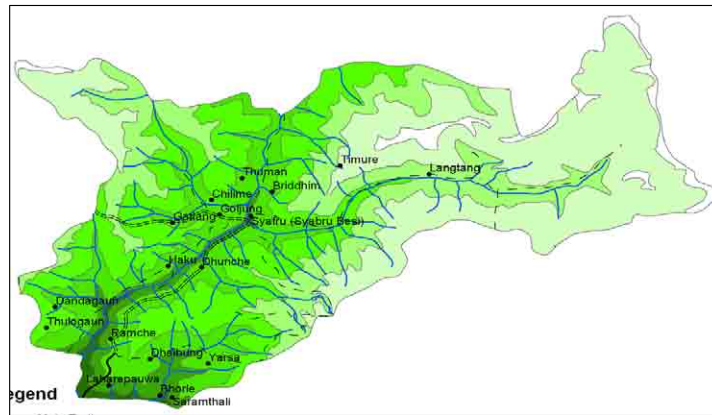 Timure
Langtang
Thuman
Briddhim
Chilime
Goljung
Gatlang
Syafru (Syabru Besi)
Haku
Dhunche
Dandagaun
Thulogaun
Ramche
Dhaibung
Yarsa
Laharepauwa
Bhorle
Saramthali
egend